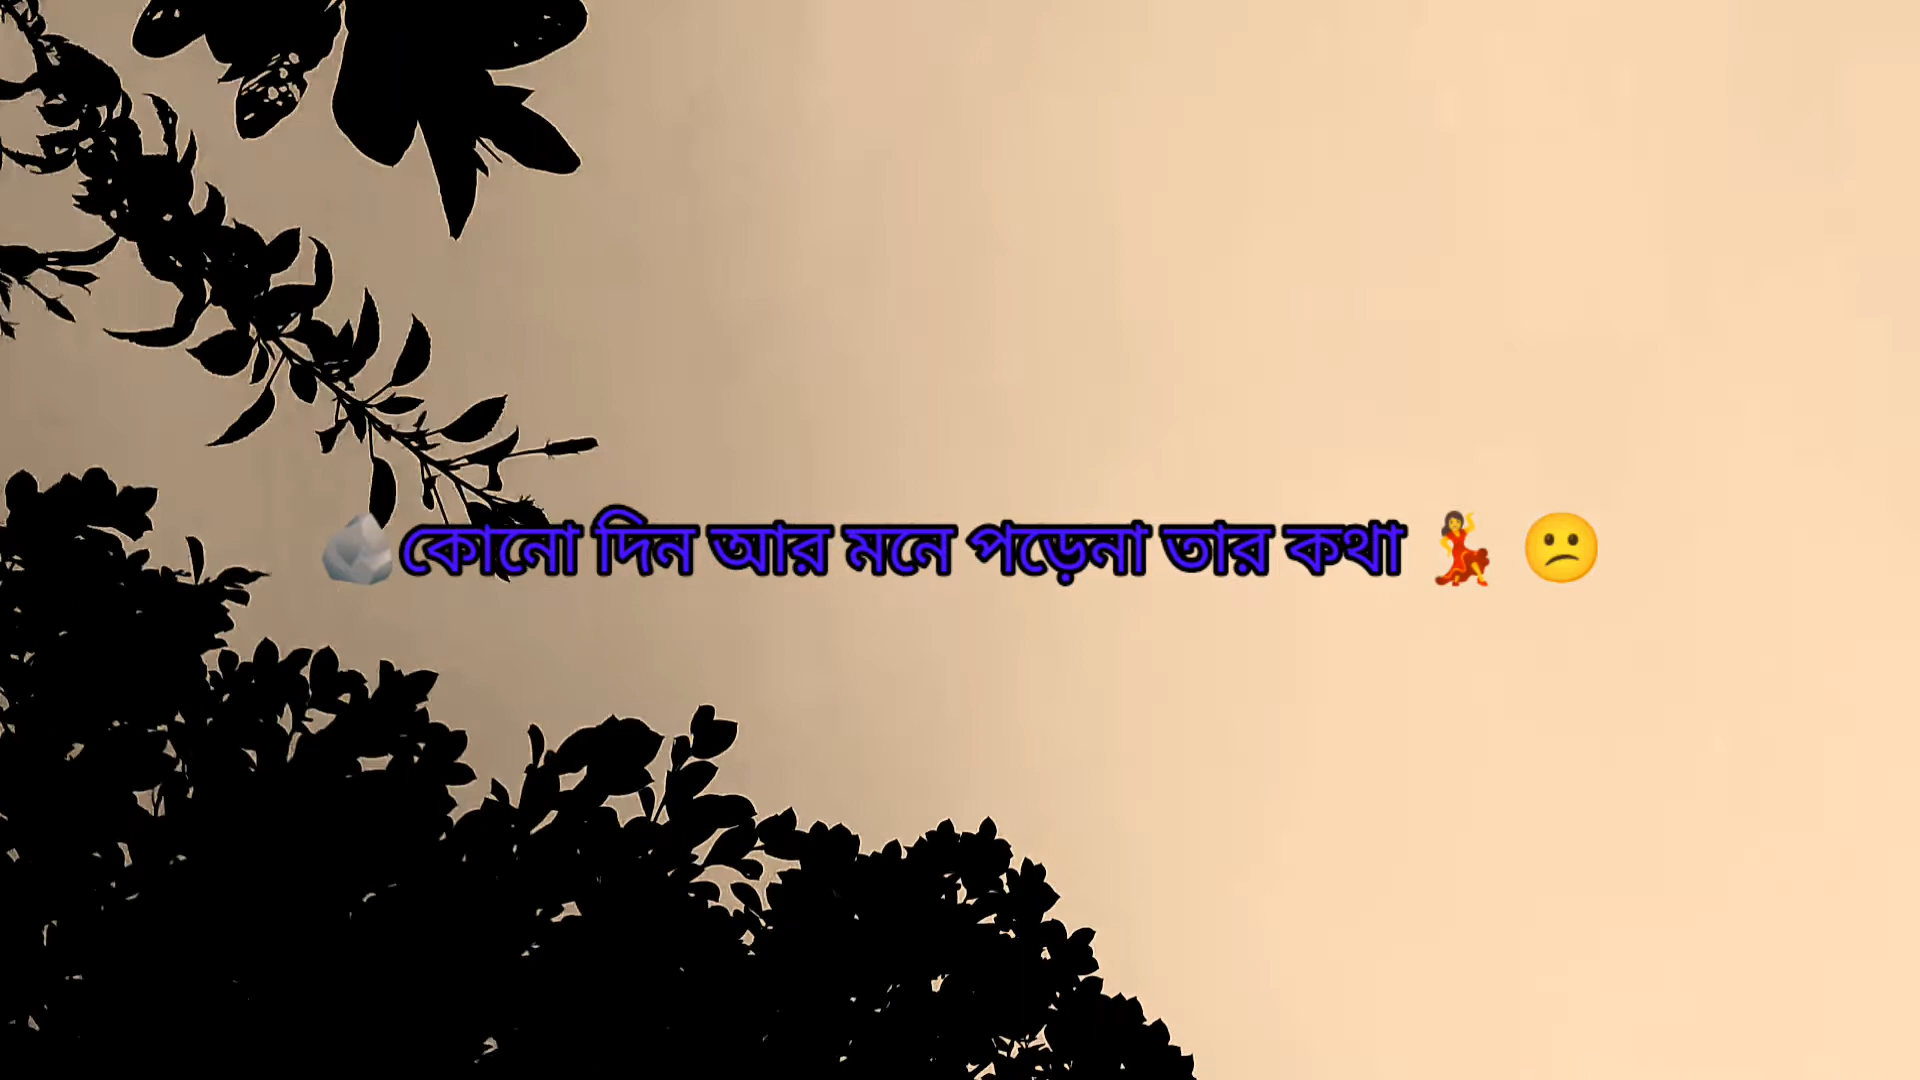 🪨কোনো দিন আর মনে পড়েনা তার কথা 💃 😕